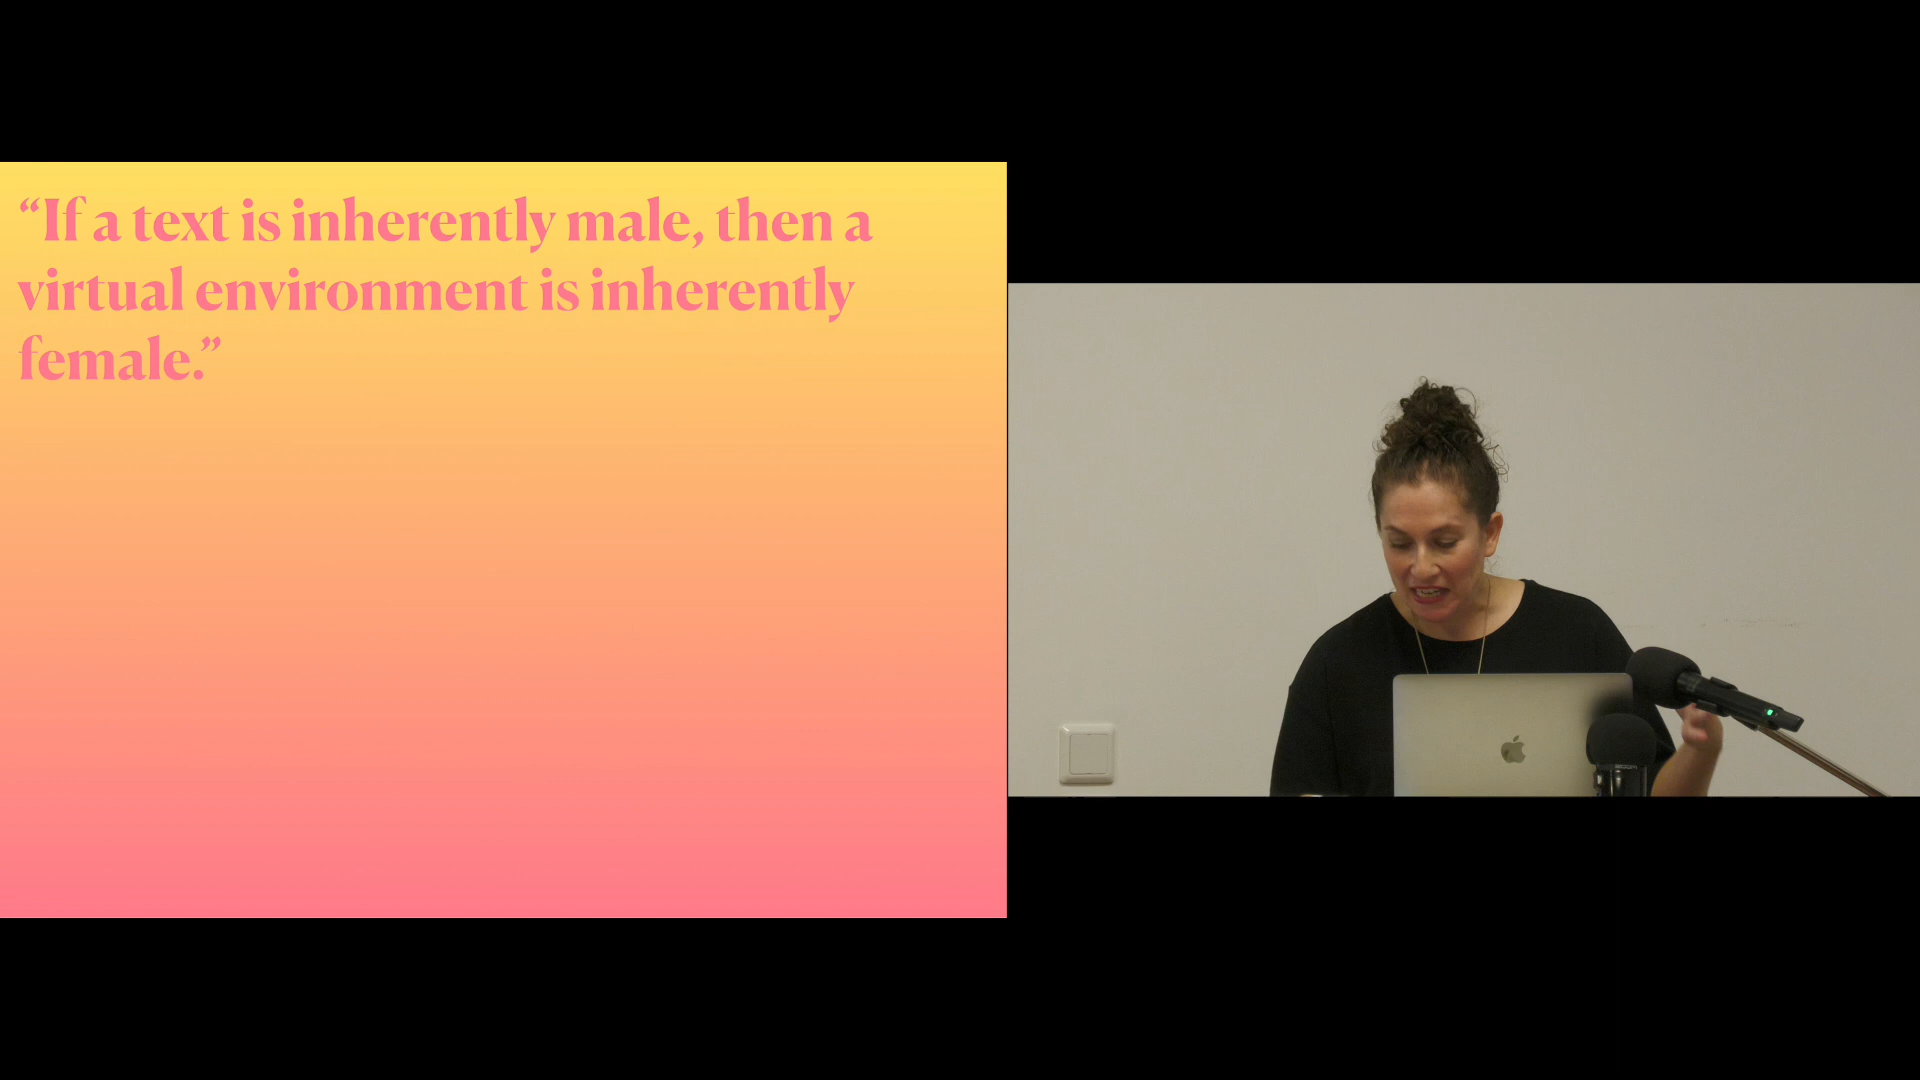 “If a text is inherently male, then a
virtual environment is inherently
female.”